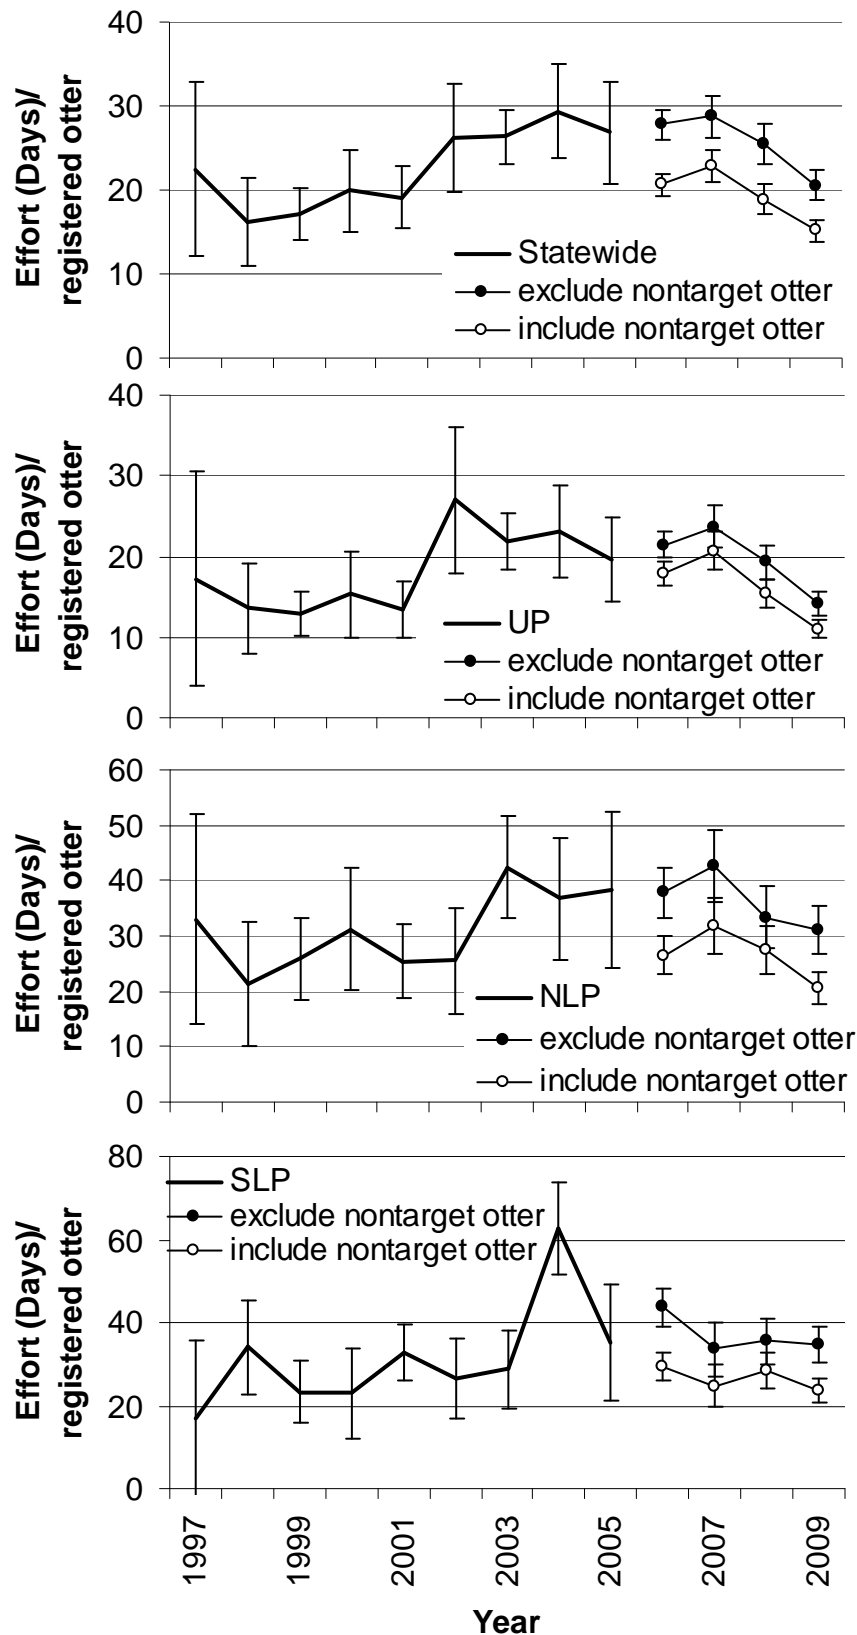 Effort (Days)/
registered otter
40
30
20
10
0
Statewide
exclude nontarget otter
include nontarget otter
Effort (Days)/
registered otter
40
30
20
10
0
UP
exclude nontarget otter
include nontarget otter
Effort (Days)/
registered otter
60
50
40
30
20
10
0
NLP
exclude nontarget otter
include nontarget otter
Effort (Days)/
registered otter
80
60
40
20
0
SLP
exclude nontarget otter
include nontarget otter
1997 1999 2001 2003 2005 2007 2009
Year